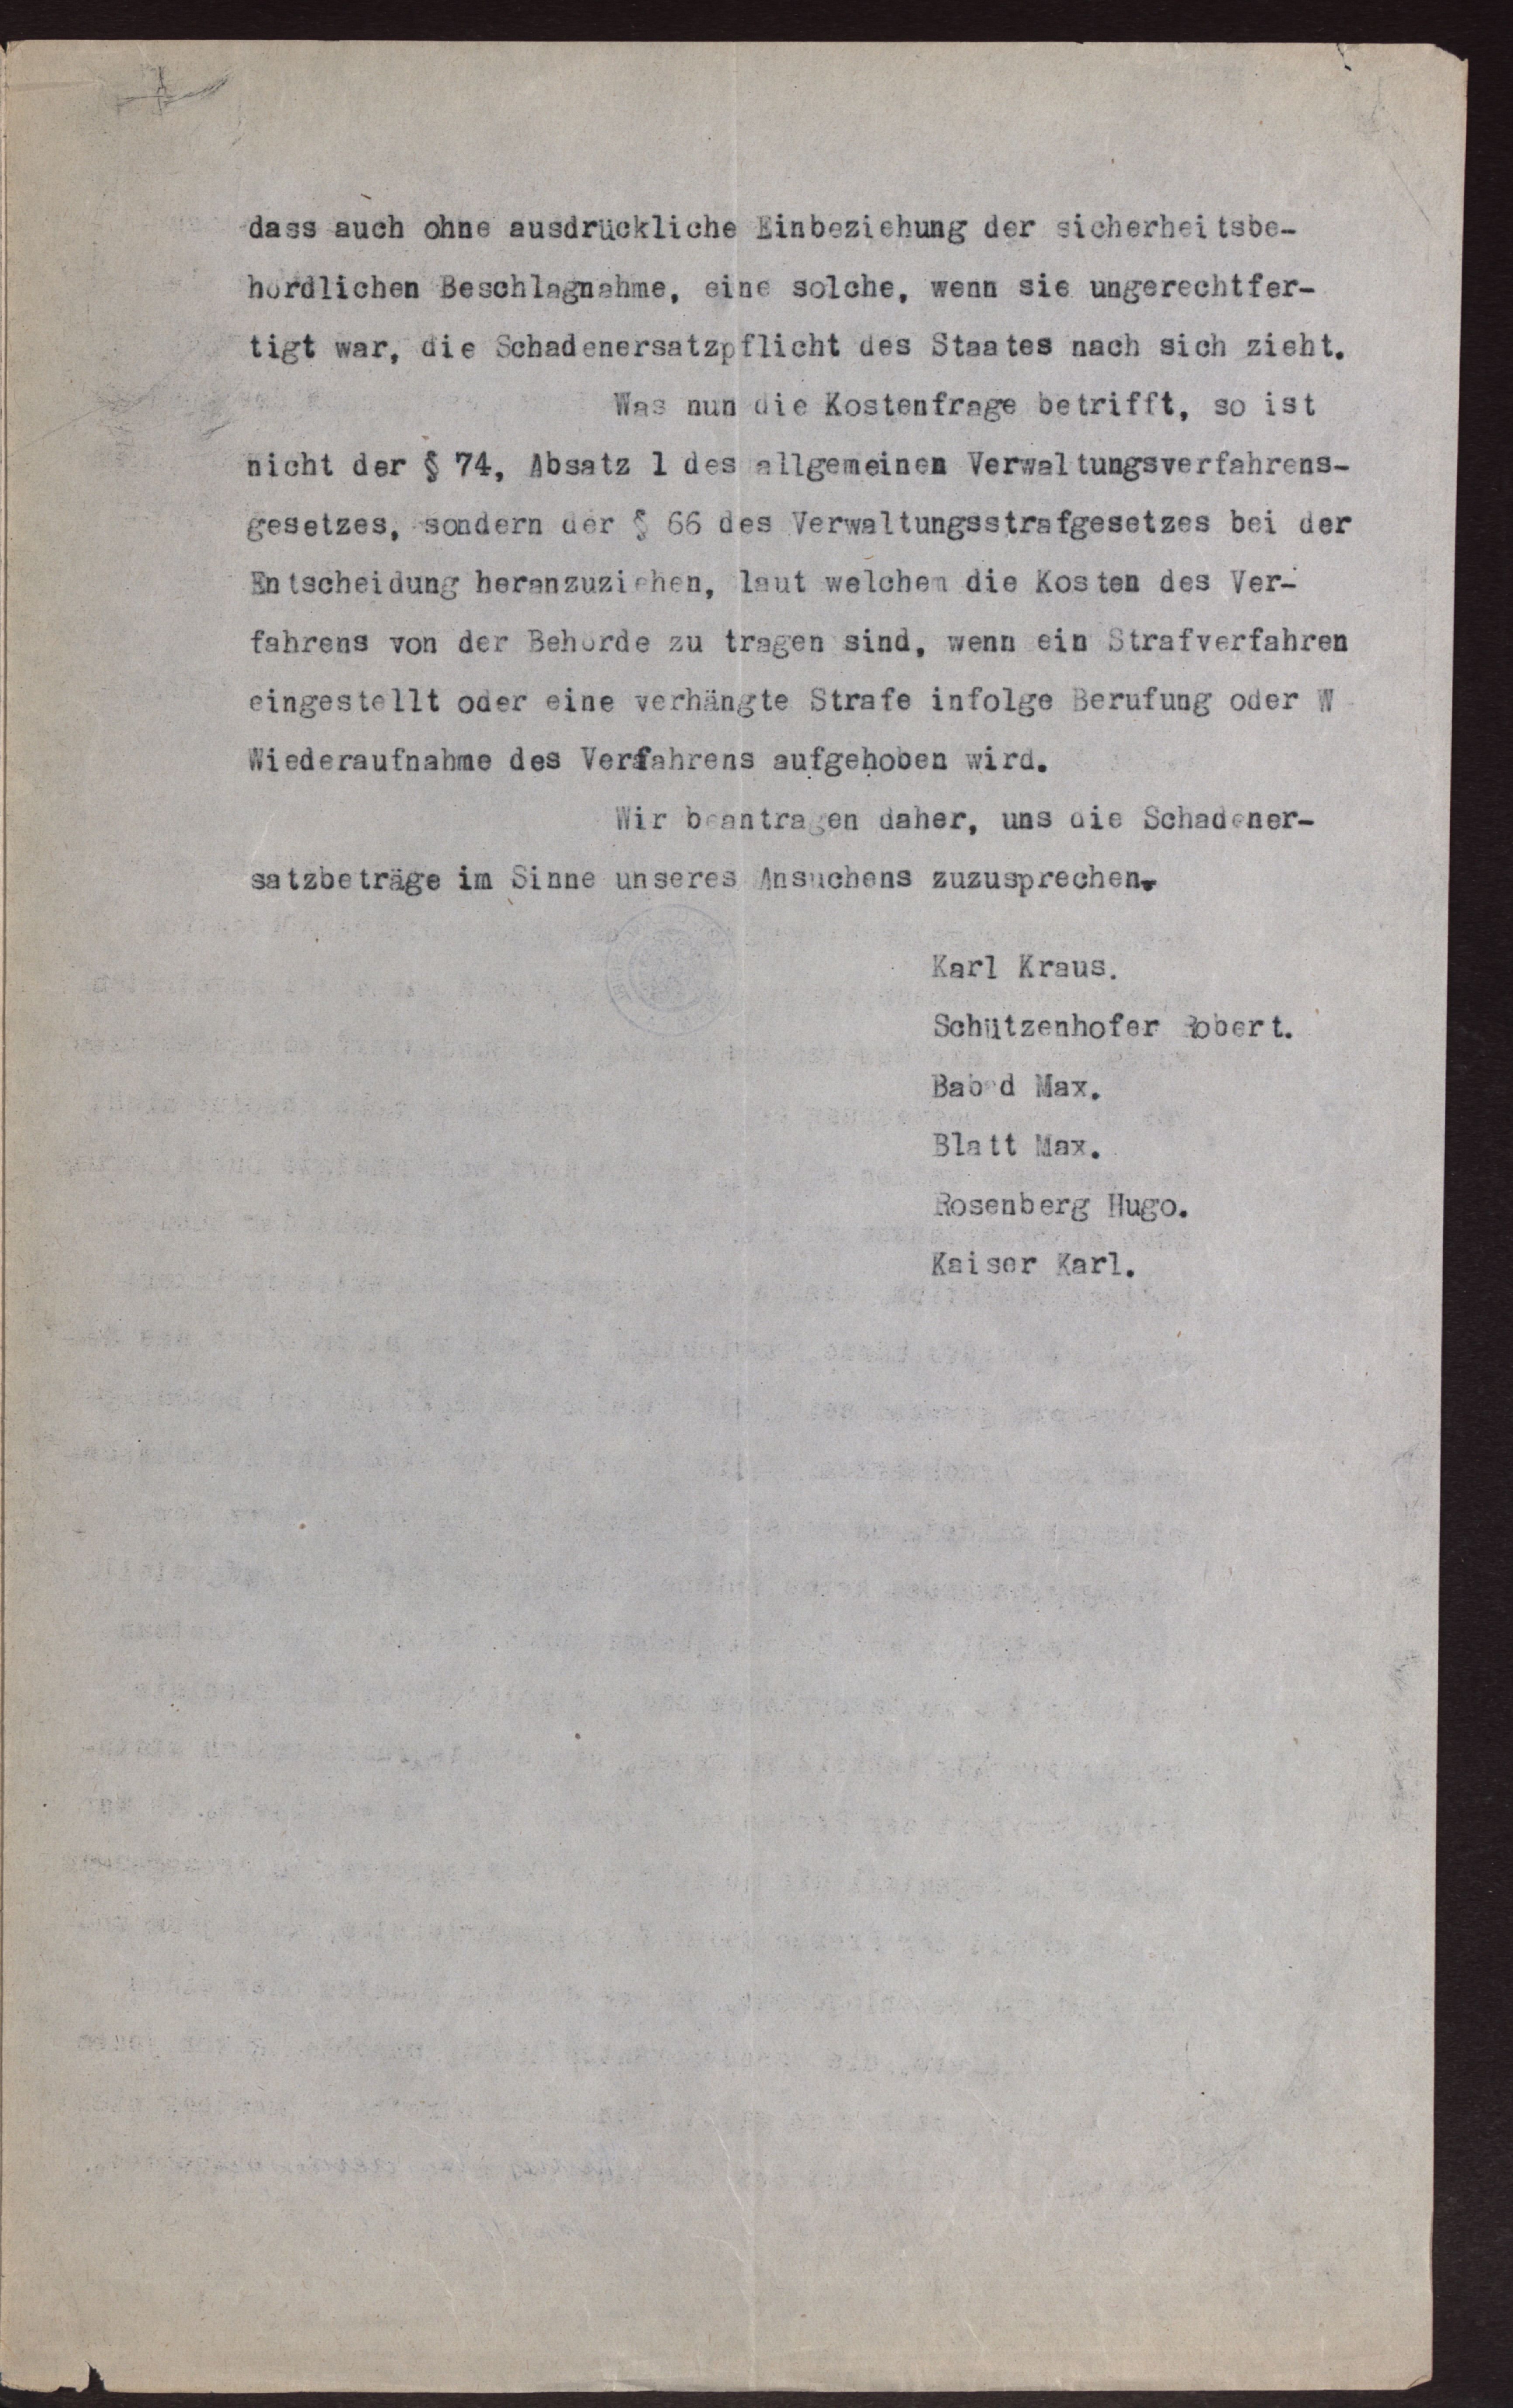 dass auch ohne ausdrückliche Einbeziehung der sicherheitsbe-
hördlichen Beschlagnahme, eine solche, wenn sie ungerechtfer-
tigt war, die Schadenersatzpflicht des Staates nach sich zieht.
Was nun die Kostenfrage betrifft, so ist
nicht der § 74, Absatz 1 des allgemeinen Verwaltungsverfahrens-
gesetzes, sondern der § 66 des Verwaltungsstrafgesetzes bei der
Entscheidung heranzuziehen, laut welchem die Kosten des Ver-
fahrens von der Behörde zu tragen sind, wenn ein Strafverfahren
eingestellt oder eine verhängte Strafe infolge Berufung oder W
Wiederaufnahme des Verfahrens aufgehoben wird.
Wir beantragen daher, uns die Schadener-
satzbeträge im Sinne unseres Ansuchens zuzusprechen.
Karl Kraus.
Schützenhofer Robert.
Babad Max.
Blatt Max.
Rosenberg Hugo.
Kaiser Karl.